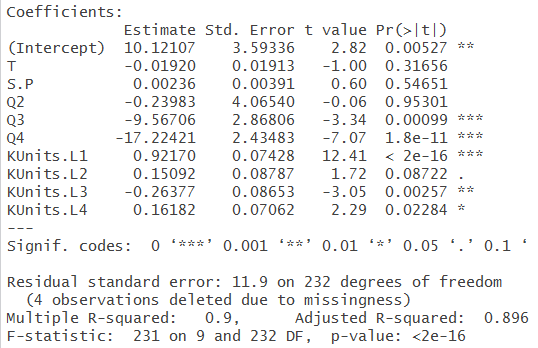 Coefficients:
Estimate Std. Error t value Pr(>|t|)
(Intercept) 10.12107 3.59336 2.82 0.00527 **
T -0.01920 0.01913 -1.00 0.31656
S.P 0.00236 0.00391 0.60 0.54651
Q2 -0.23983 4.06540 -0.06 0.95301
Q3 -9.56706 2.86806 -3.34 0.00099 ***
Q4 -17.22421 2.43483 -7.07 1.8e-11 ***
KUnits.L1 0.92170 0.07428 12.41 < 2e-16 ***
KUnits.L2 0.15092 0.08787 1.72 0.08722 .
KUnits.L3 -0.26377 0.08653 -3.05 0.00257 **
KUnits.L4 0.16182 0.07062 2.29 0.02284 *
---
Signif. codes: 0 ‘***’ 0.001 ‘**’ 0.01 ‘*’ 0.05 ‘.’ 0.1 ‘
Residual standard error: 11.9 on 232 degrees of freedom
(4 observations deleted due to missingness)
Multiple R-squared: 0.9, Adjusted R-squared: 0.896
F-statistic: 231 on 9 and 232 DF, p-value: <2e-16